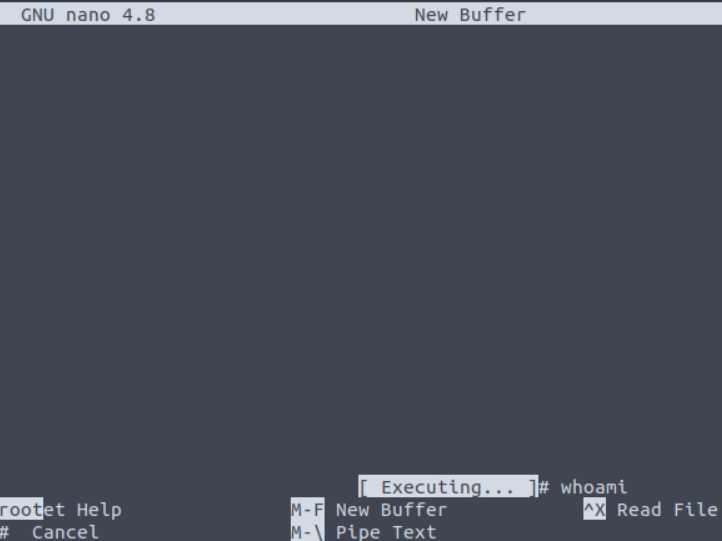 GNU nano 4.8 New Buffer
[ Executing... ]# whoami
rootet Help M-F New Buffer ^X Read File
# Cancel M-\ Pipe Text